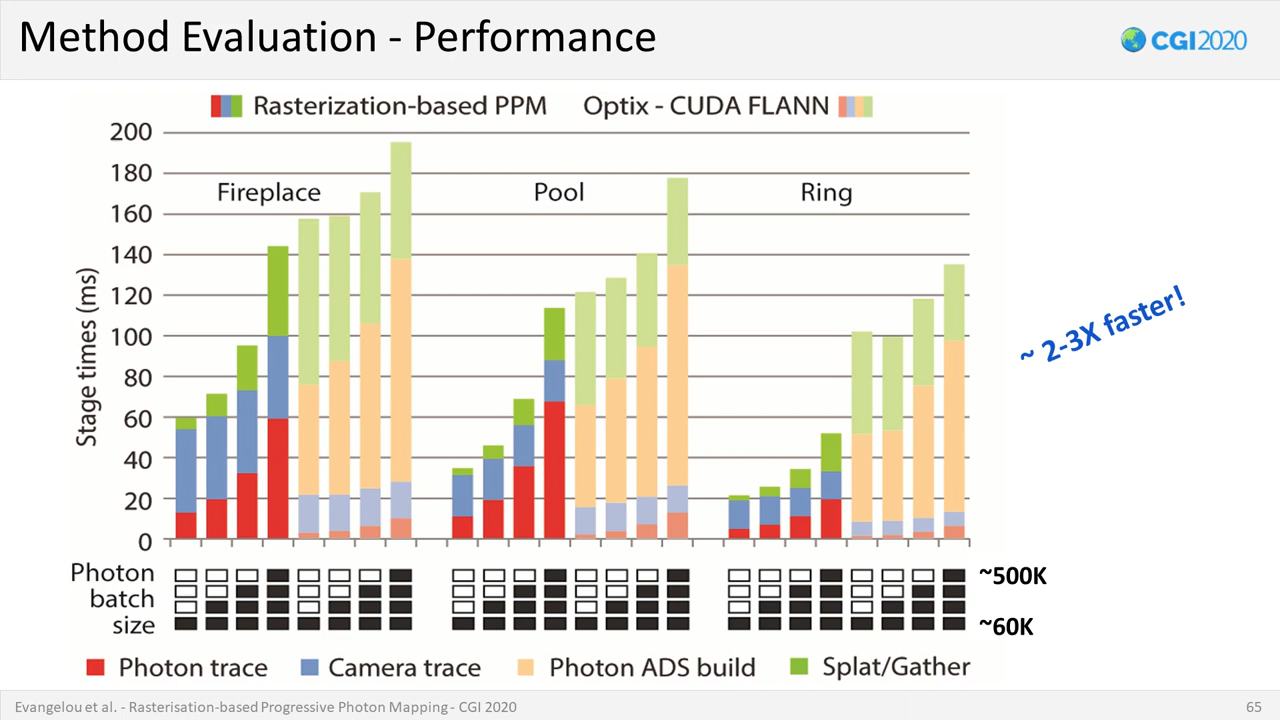 Method Evaluation - Performance
CGI2020
Rasterization-based PPM
Optix - CUDA FLANN
200
180
160
140
120
100
80
60
40
20
0
Stage times (ms)
Fireplace
Pool
Ring
~ 2-3X faster!
Photon
batch
size
~500K
~60K
Photon trace
Camera trace
Photon ADS build
Splat/Gather
Evangelou et al. - Rasterisation-based Progressive Photon Mapping - CGI 2020
65